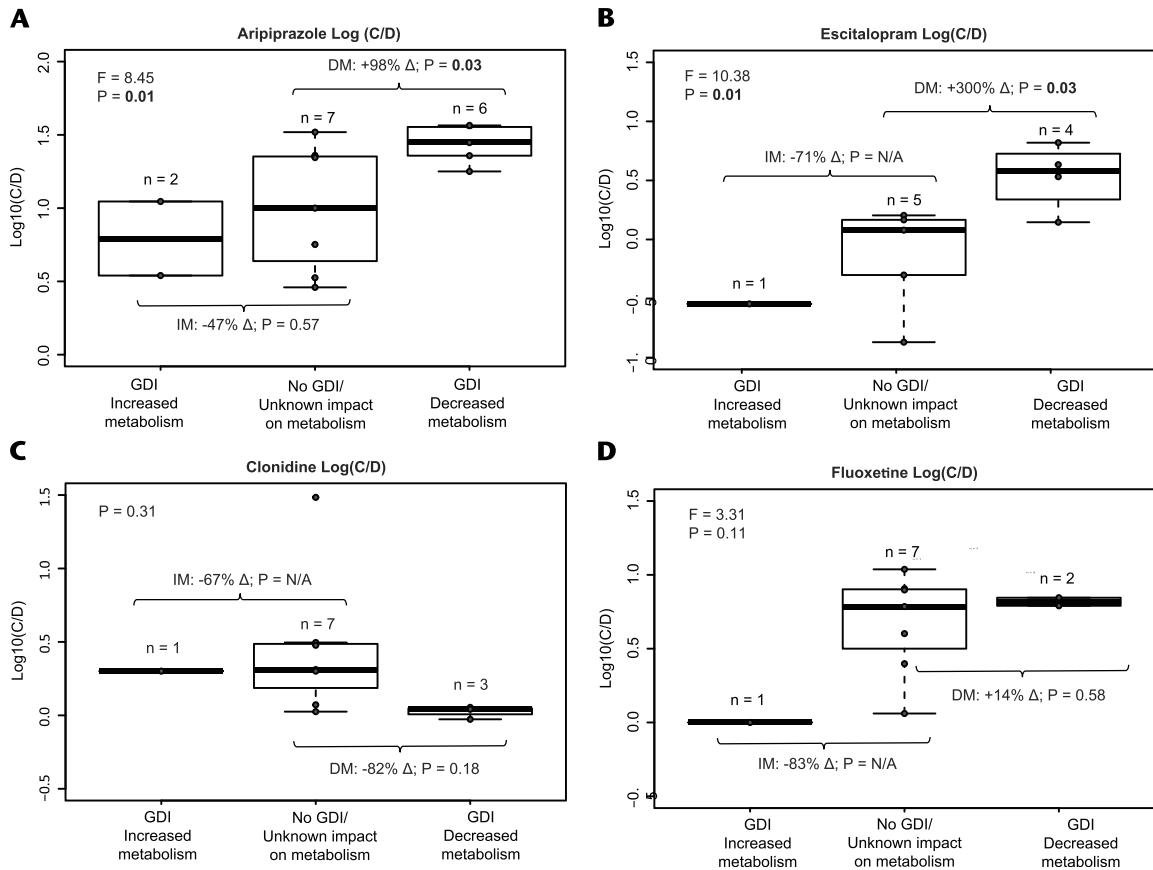 A
Aripiprazole Log (C/D)
Log10(C/D)
2.0
1.5
1.0
0.5
0.0
F = 8.45
P = 0.01
DM: +98% Δ; P = 0.03
n = 2
n = 7
n = 6
IM: -47% Δ; P = 0.57
GDI
Increased
metabolism
No GDI/
Unknown impact
on metabolism
GDI
Decreased
metabolism
B
Escitalopram Log(C/D)
Log10(C/D)
1.5
1.0
0.5
0.0
-0.5
-1.0
F = 10.38
P = 0.01
DM: +300% Δ; P = 0.03
IM: -71% Δ; P = N/A
n = 1
n = 5
n = 4
GDI
Increased
metabolism
No GDI/
Unknown impact
on metabolism
GDI
Decreased
metabolism
C
Clonidine Log(C/D)
Log10(C/D)
1.5
1.0
0.5
0.0
-0.5
P = 0.31
IM: -67% Δ; P = N/A
n = 1
n = 7
n = 3
DM: -82% Δ; P = 0.18
GDI
Increased
metabolism
No GDI/
Unknown impact
on metabolism
GDI
Decreased
metabolism
D
Fluoxetine Log(C/D)
Log10(C/D)
1.5
1.0
0.5
0.0
-0.5
F = 3.31
P = 0.11
n = 1
n = 7
n = 2
DM: +14% Δ; P = 0.58
IM: -83% Δ; P = N/A
GDI
Increased
metabolism
No GDI/
Unknown impact
on metabolism
GDI
Decreased
metabolism